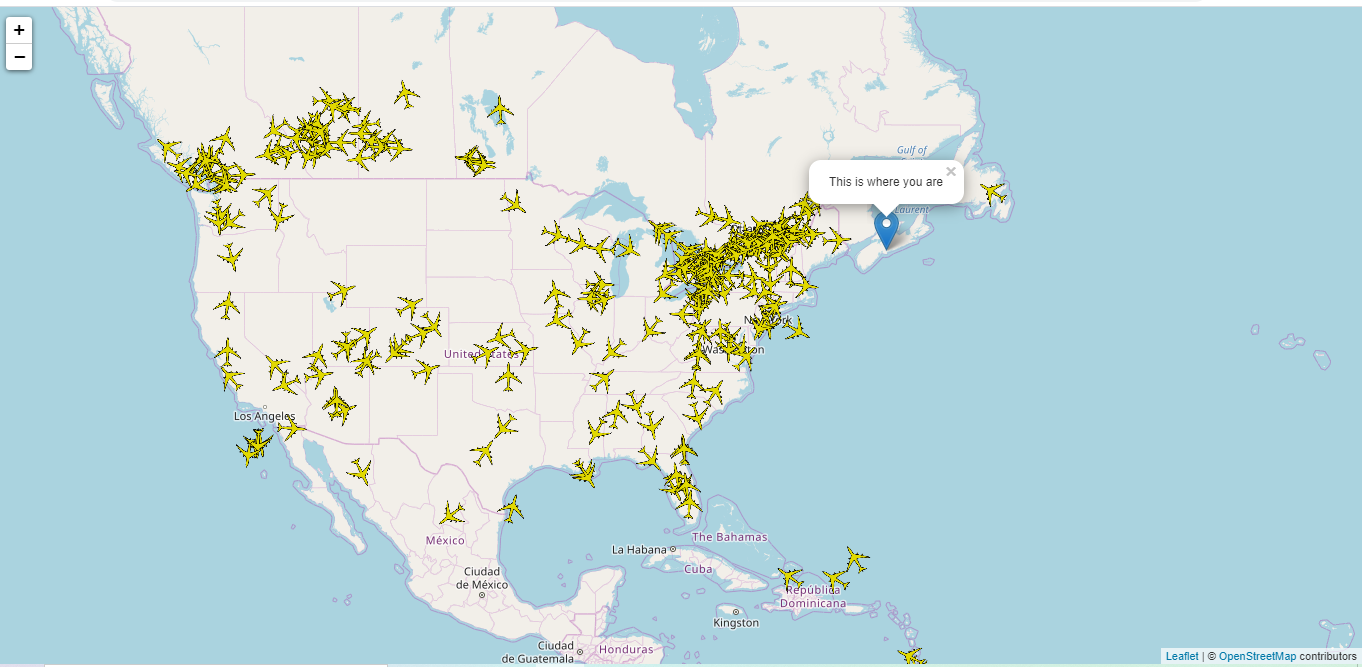 +
−
Gulf of
This is where you are
×
Laurent
New York
Washington
United States
Los Angeles
México
Ciudad
de México
La Habana
The Bahamas
Cuba
República
Dominicana
Kingston
Ciudad
de Guatemala
Honduras
Leaflet | © OpenStreetMap contributors